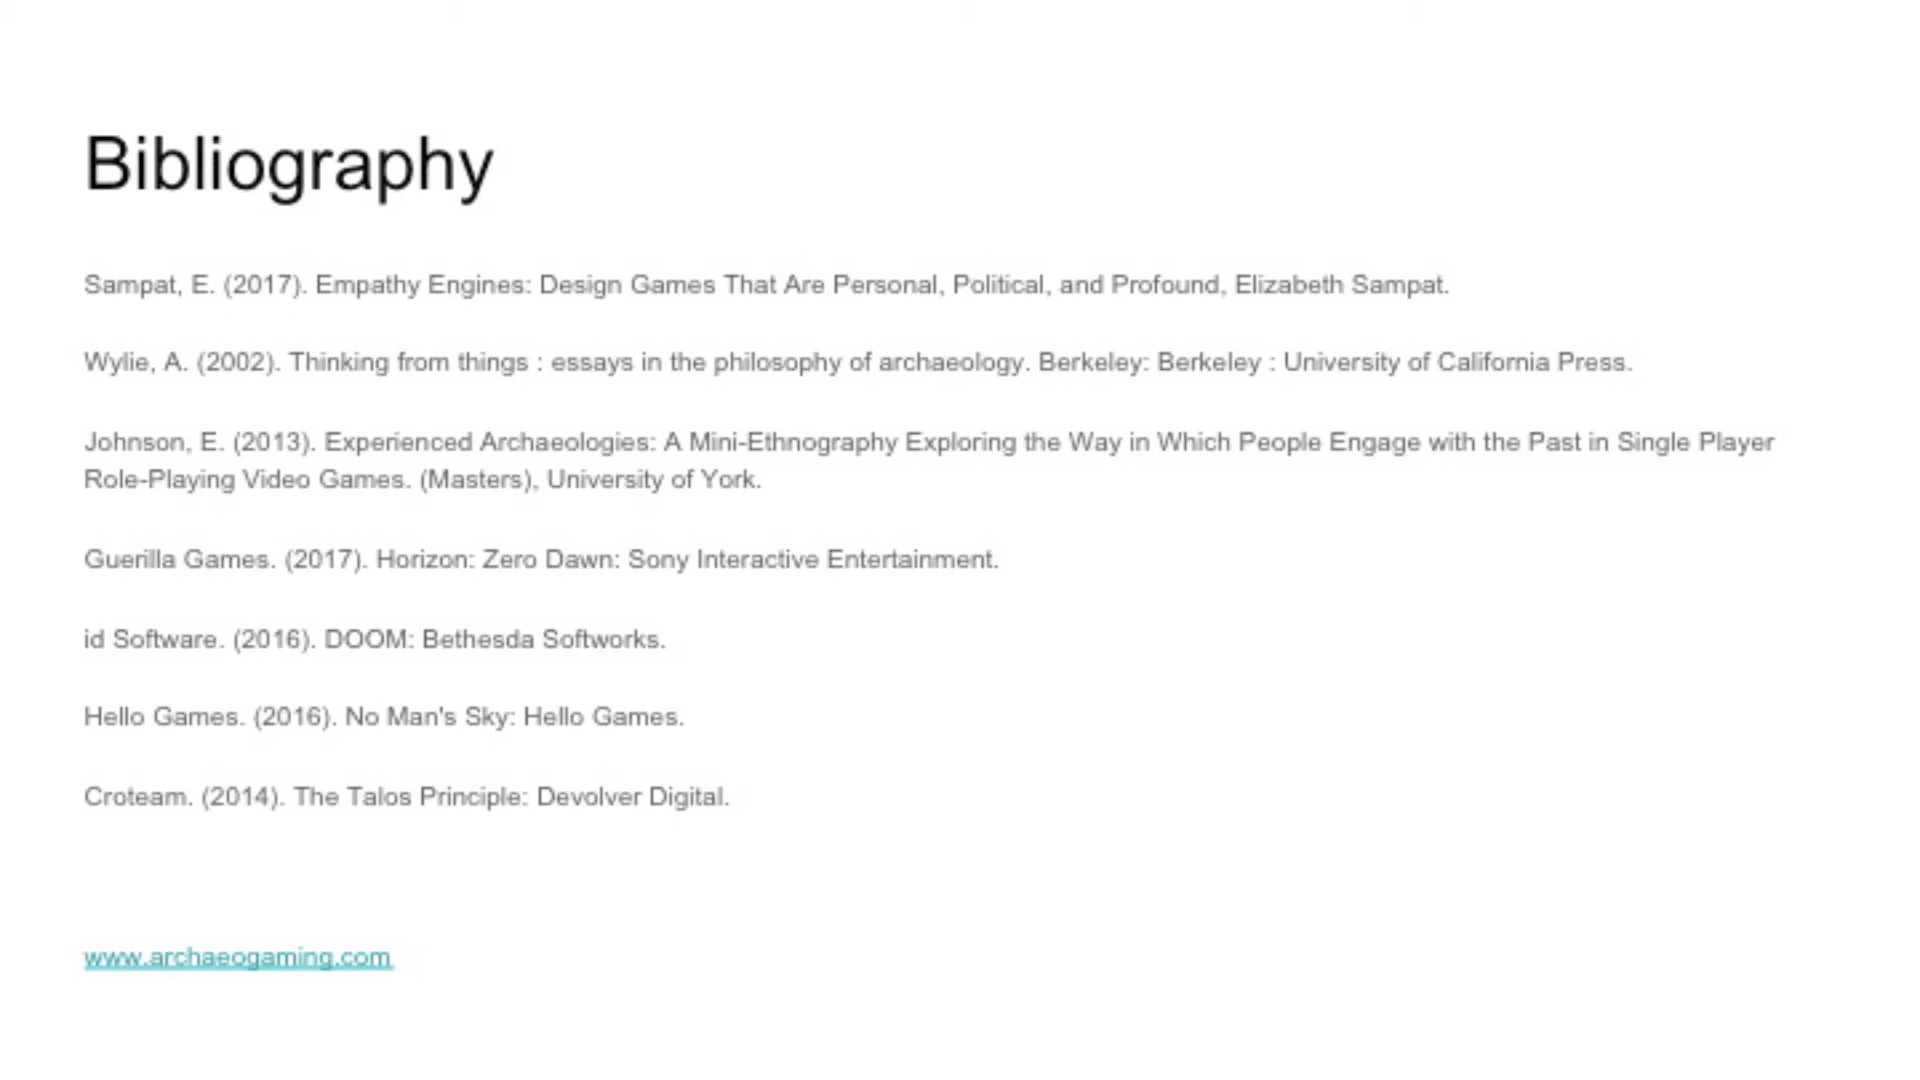 Bibliography
Sampat, E. (2017). Empathy Engines: Design Games That Are Personal, Political, and Profound, Elizabeth Sampat.
Wylie, A. (2002). Thinking from things : essays in the philosophy of archaeology. Berkeley: Berkeley : University of California Press.
Johnson, E. (2013). Experienced Archaeologies: A Mini-Ethnography Exploring the Way in Which People Engage with the Past in Single Player
Role-Playing Video Games. (Masters), University of York.
Guerilla Games. (2017). Horizon: Zero Dawn: Sony Interactive Entertainment.
id Software. (2016). DOOM: Bethesda Softworks.
Hello Games. (2016). No Man's Sky: Hello Games.
Croteam. (2014). The Talos Principle: Devolver Digital.
www.archaeogaming.com